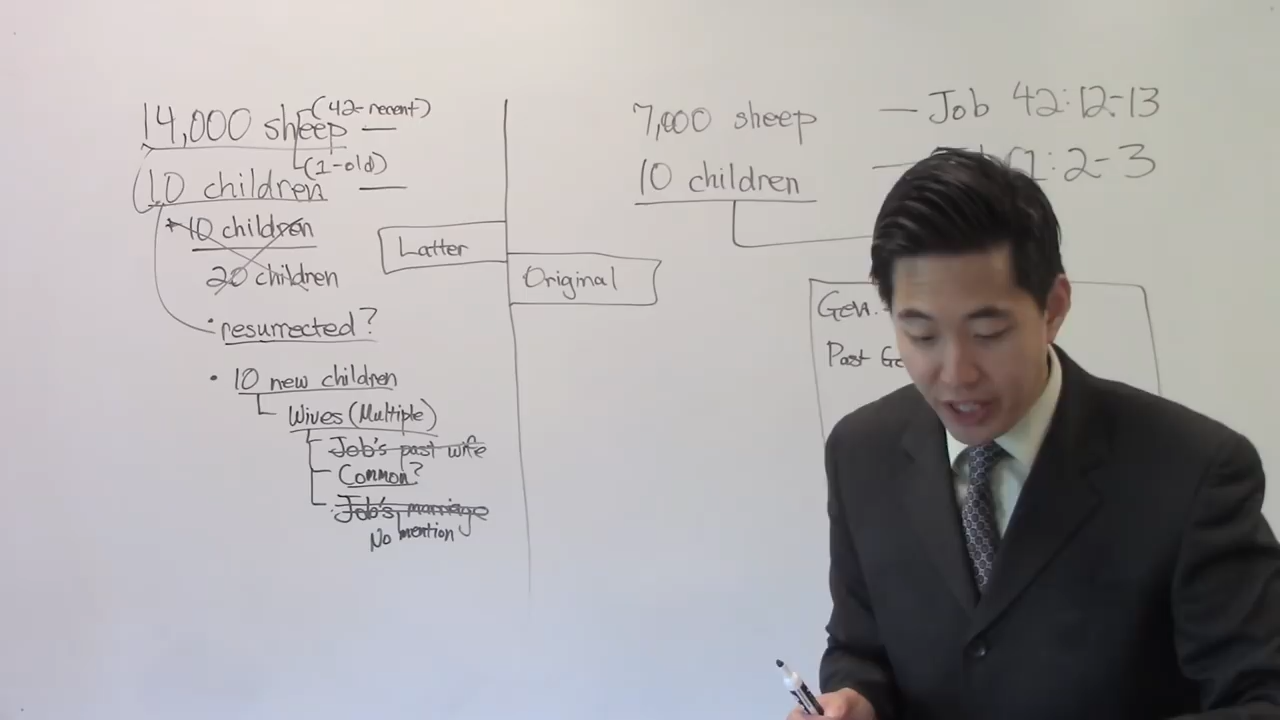 (42-recent)
14,000 sheep —
(1-old)
(10 children —
+ 10 children
20 children
• resurrected?
• 10 new children
Wives (Multiple)
Job's past wife
Common?
Job's marriage
No mention
Latter
Original
7,000 sheep
— Job 42:12-13
10 children
— 1:2-3
Gen.
Past